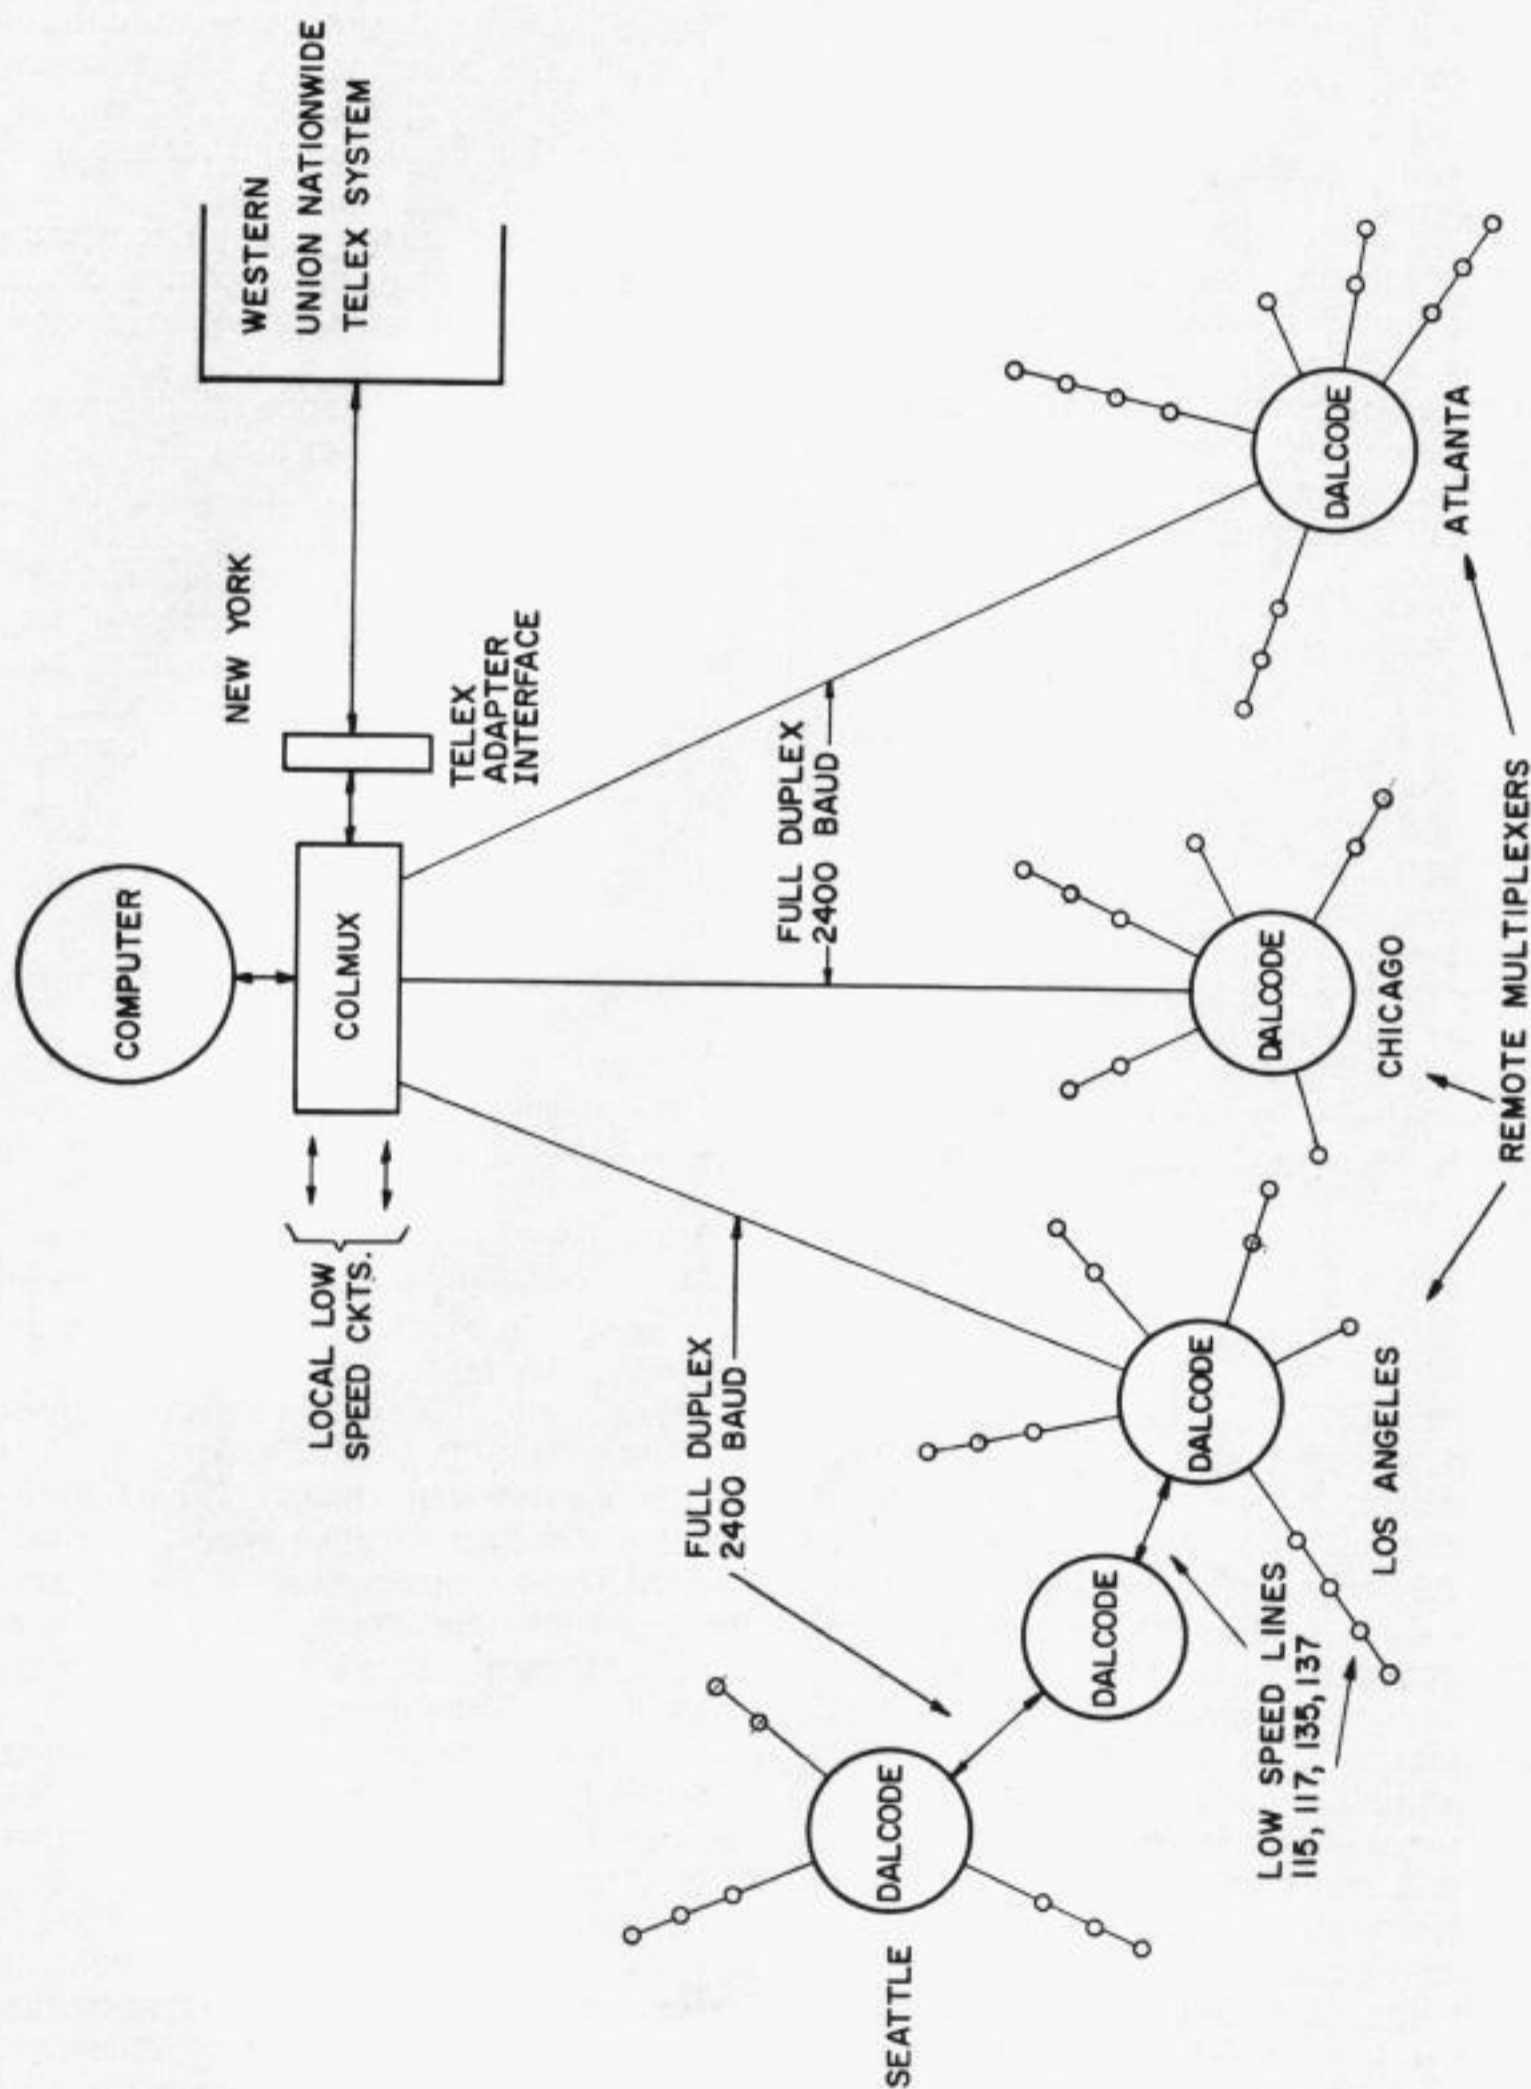 COMPUTER
NEW YORK
WESTERN
UNION NATIONWIDE
TELEX SYSTEM
LOCAL LOW
SPEED CKTS.
COLMUX
TELEX
ADAPTER
INTERFACE
FULL DUPLEX
2400 BAUD
FULL DUPLEX
2400 BAUD
SEATTLE
DALCODE
DALCODE
DALCODE
DALCODE
DALCODE
LOW SPEED LINES
115, 117, 135, 137
LOS ANGELES
CHICAGO
ATLANTA
REMOTE MULTIPLEXERS